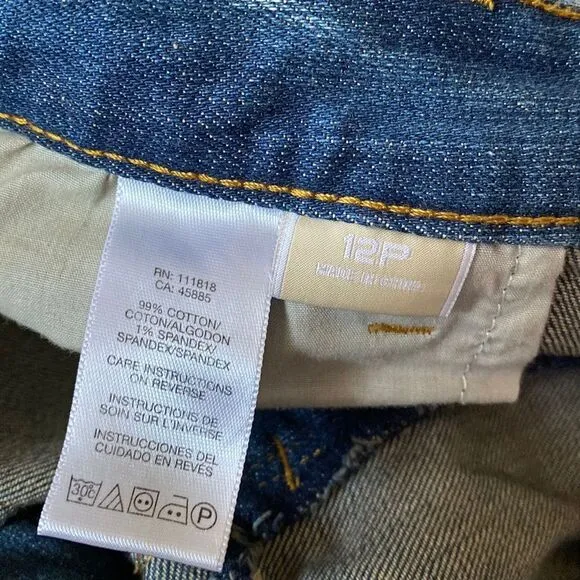 12P
MADE IN CHINA
RN: 111818
CA: 45885
99% COTTON/
COTON/ALGODON
1% SPANDEX/
SPANDEX/SPANDEX
CARE INSTRUCTIONS
ON REVERSE
INSTRUCTIONS DE
SOIN SUR L'INVERSE
INSTRUCCIONES DEL
CUIDADO EN REVÉS
30C P